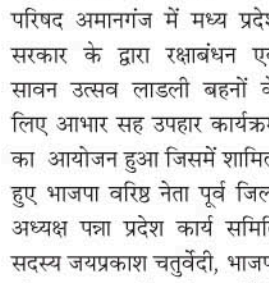 परिषद अमानगंज में मध्य
सरकार के द्वारा रक्षाबंधन
सावन उत्सव लाडली बहनों
लिए आभार सह उपहार
का आयोजन हुआ जिसमें
हुए भाजपा वरिष्ठ नेता पूर्व
अध्यक्ष पन्ना प्रदेश कार्य
सदस्य जयप्रकाश चतुर्वेदी,